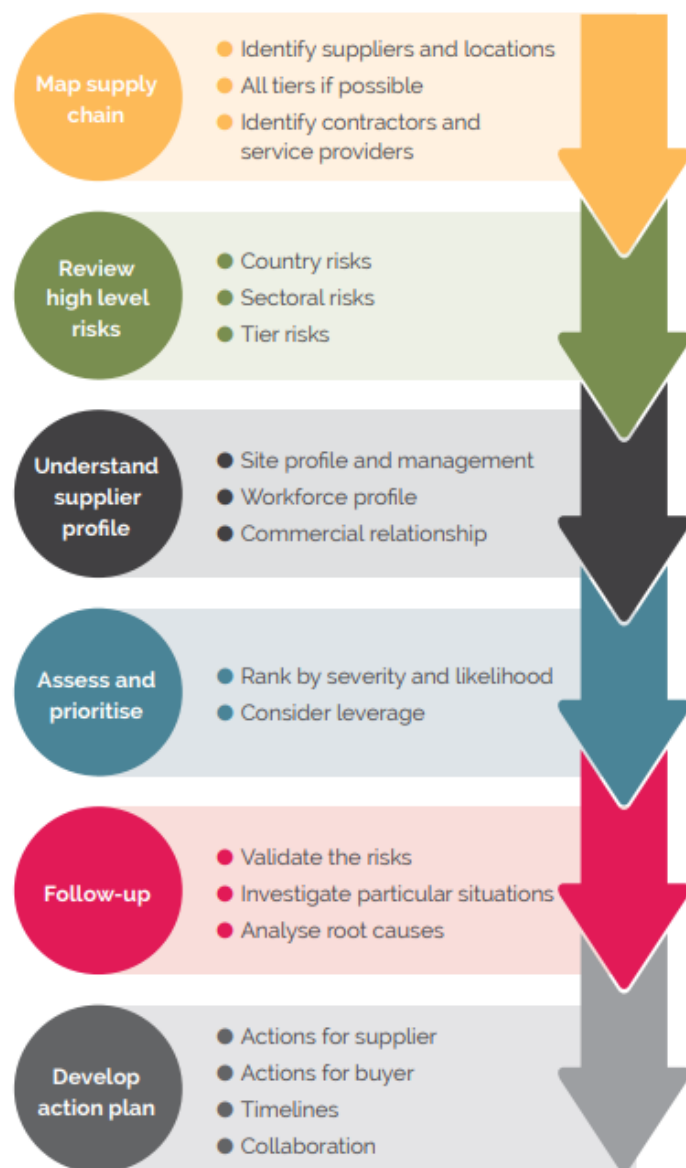 Map supply
chain
Identify suppliers and locations
All tiers if possible
Identify contractors and
service providers
Review
high level
risks
Country risks
Sectoral risks
Tier risks
Understand
supplier
profile
Site profile and management
Workforce profile
Commercial relationship
Assess and
prioritise
Rank by severity and likelihood
Consider leverage
Follow-up
Validate the risks
Investigate particular situations
Analyse root causes
Develop
action plan
Actions for supplier
Actions for buyer
Timelines
Collaboration